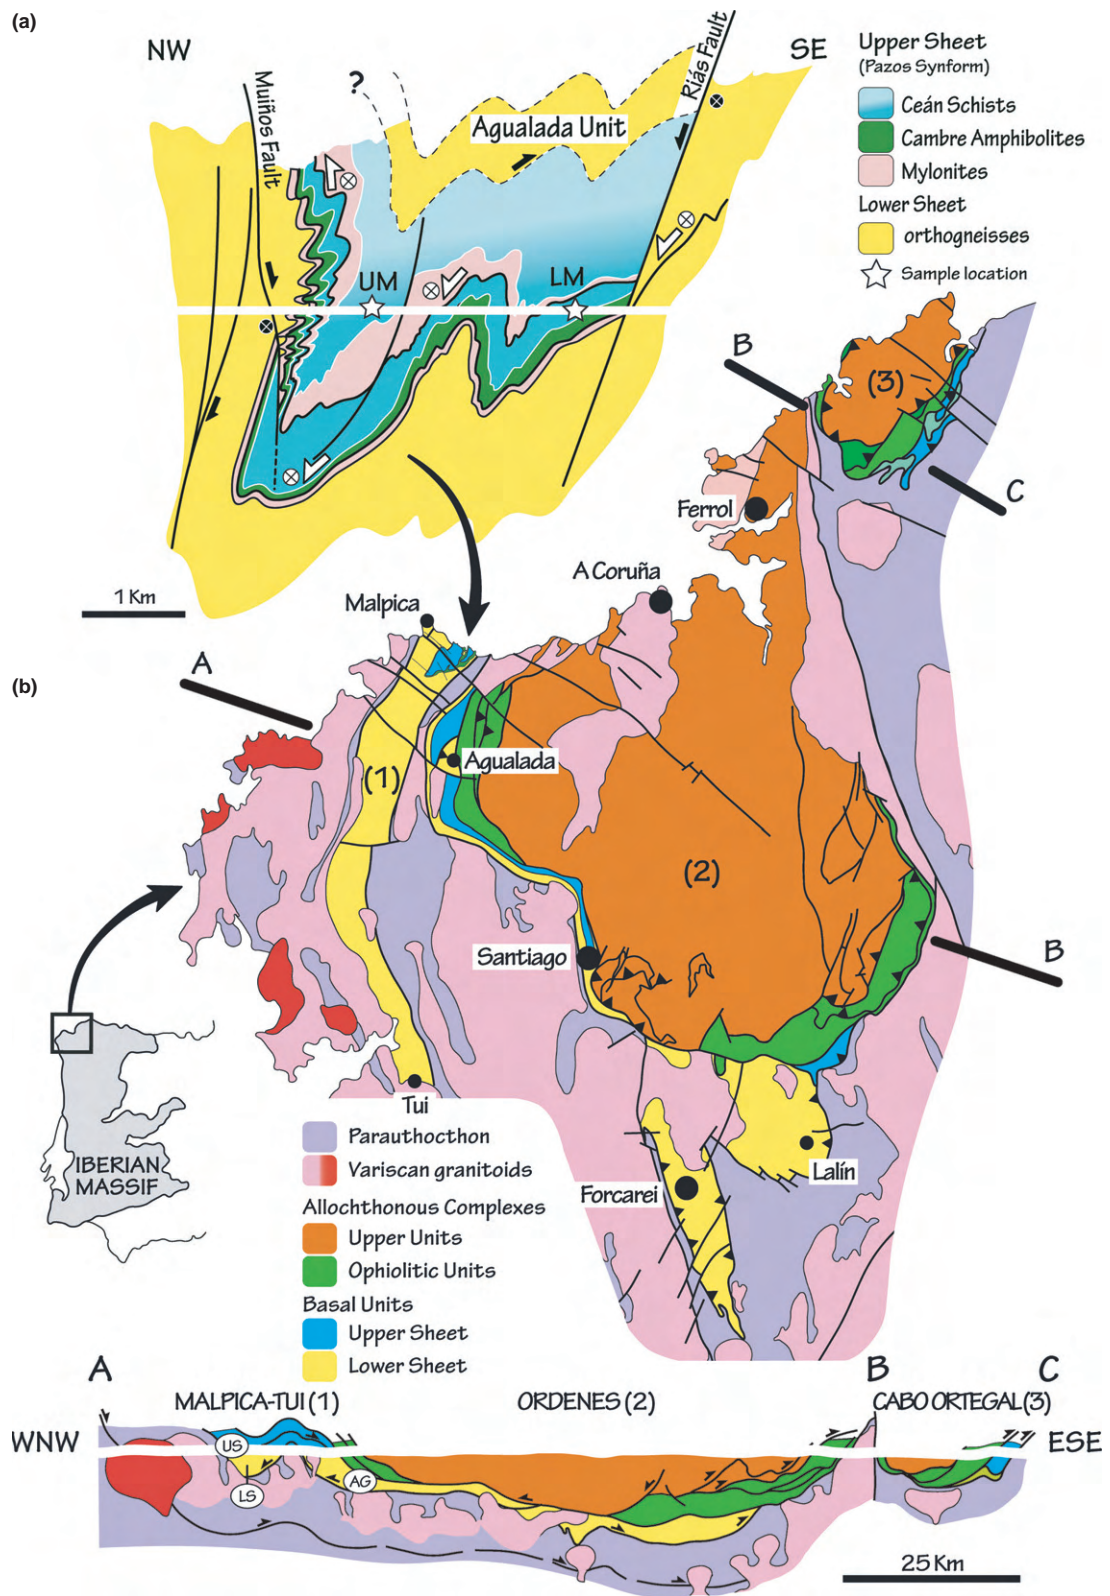 (a)
NW
SE
Muiños Fault
?
Agualada Unit
Riás Fault
UM
LM
1 Km
Upper Sheet
(Pazos Synform)
Ceán Schists
Cambre Amphibolites
Mylonites
Lower Sheet
orthogneisses
Sample location
(b)
A
B
C
(3)
Ferrol
A Coruña
Malpica
(1)
Agualada
(2)
Santiago
B
Tui
Forcarei
Lalín
IBERIAN
MASSIF
Parauthocthon
Variscan granitoids
Allochthonous Complexes
Upper Units
Ophiolitic Units
Basal Units
Upper Sheet
Lower Sheet
A
B
C
MALPICA-TUI (1)
ORDENES (2)
CABO ORTEGAL (3)
WNW
ESE
US
LS
AG
25 Km